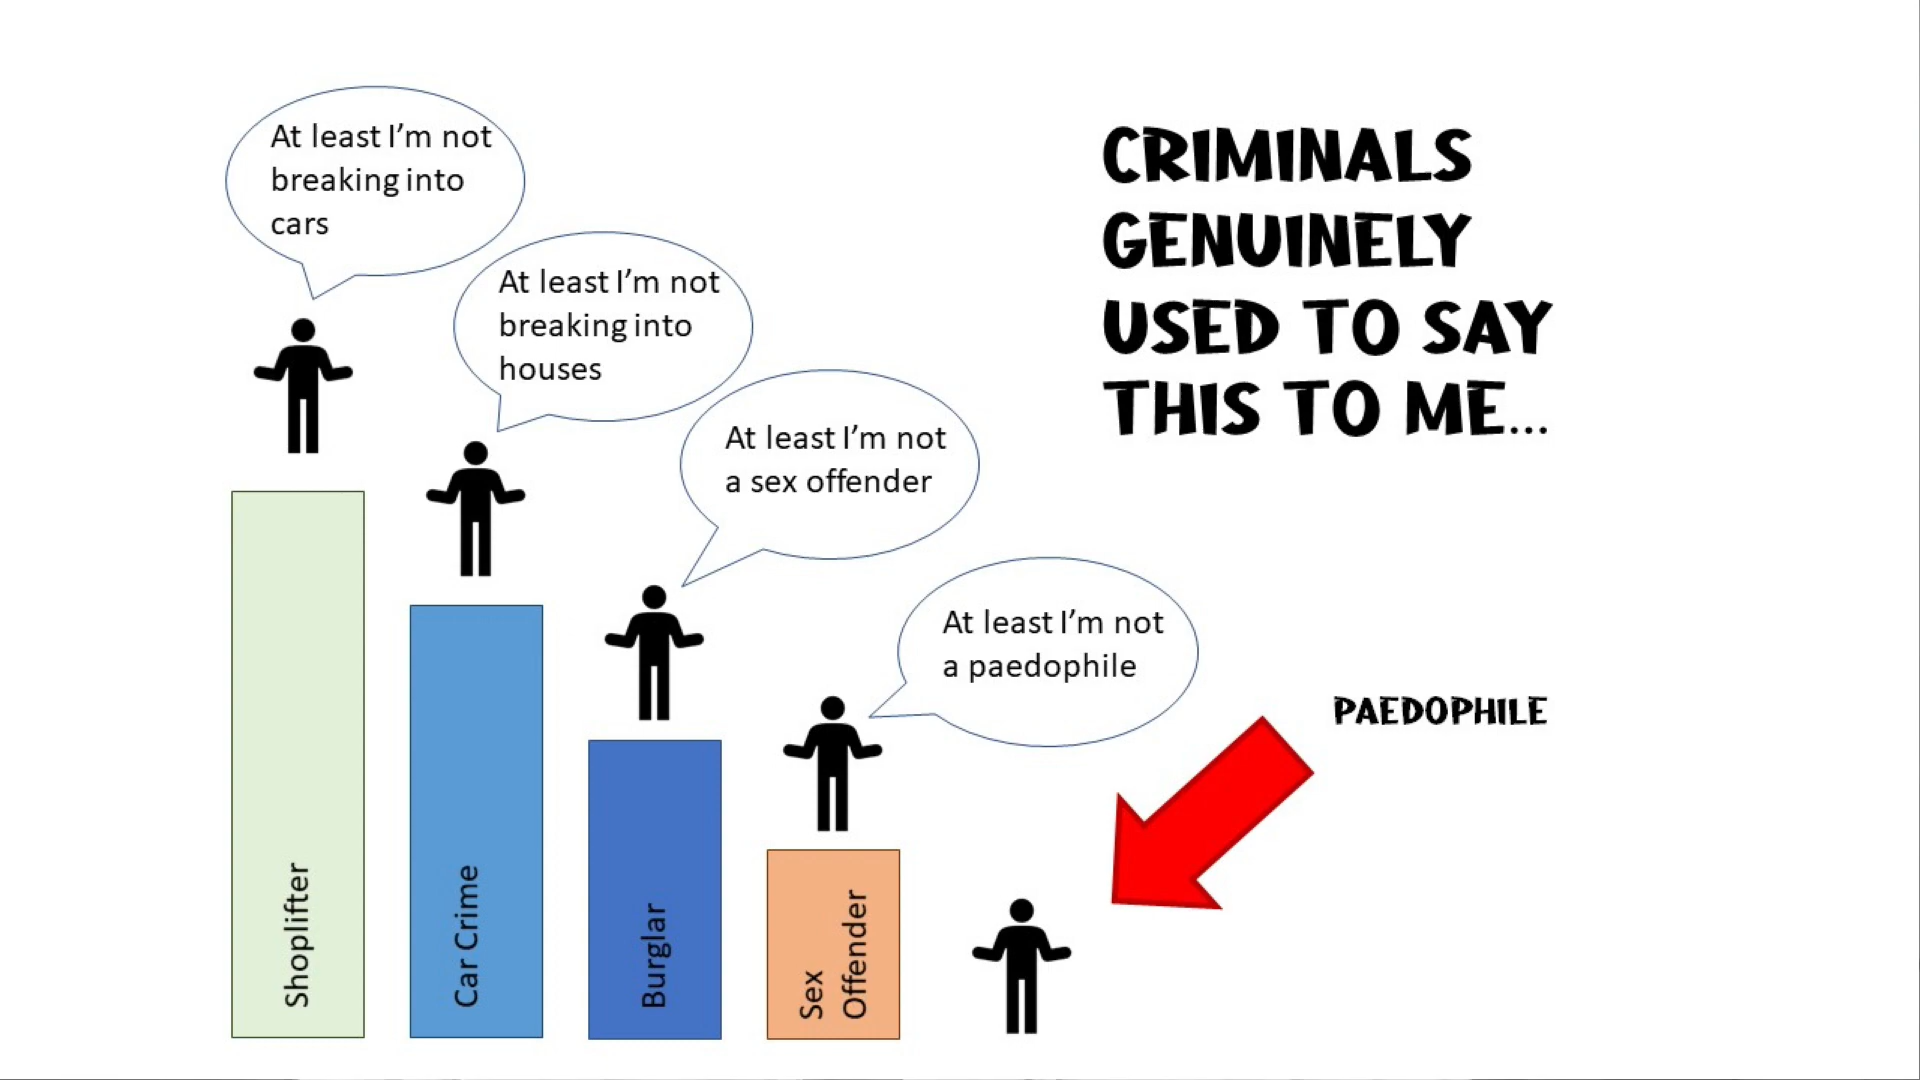 At least I'm not
breaking into
cars
At least I'm not
breaking into
houses
At least I'm not
a sex offender
At least I'm not
a paedophile
CRIMINALS
GENUINELY
USED TO SAY
THIS TO ME...
PAEDOPHILE
Shoplifter
Car Crime
Burglar
Sex
Offender